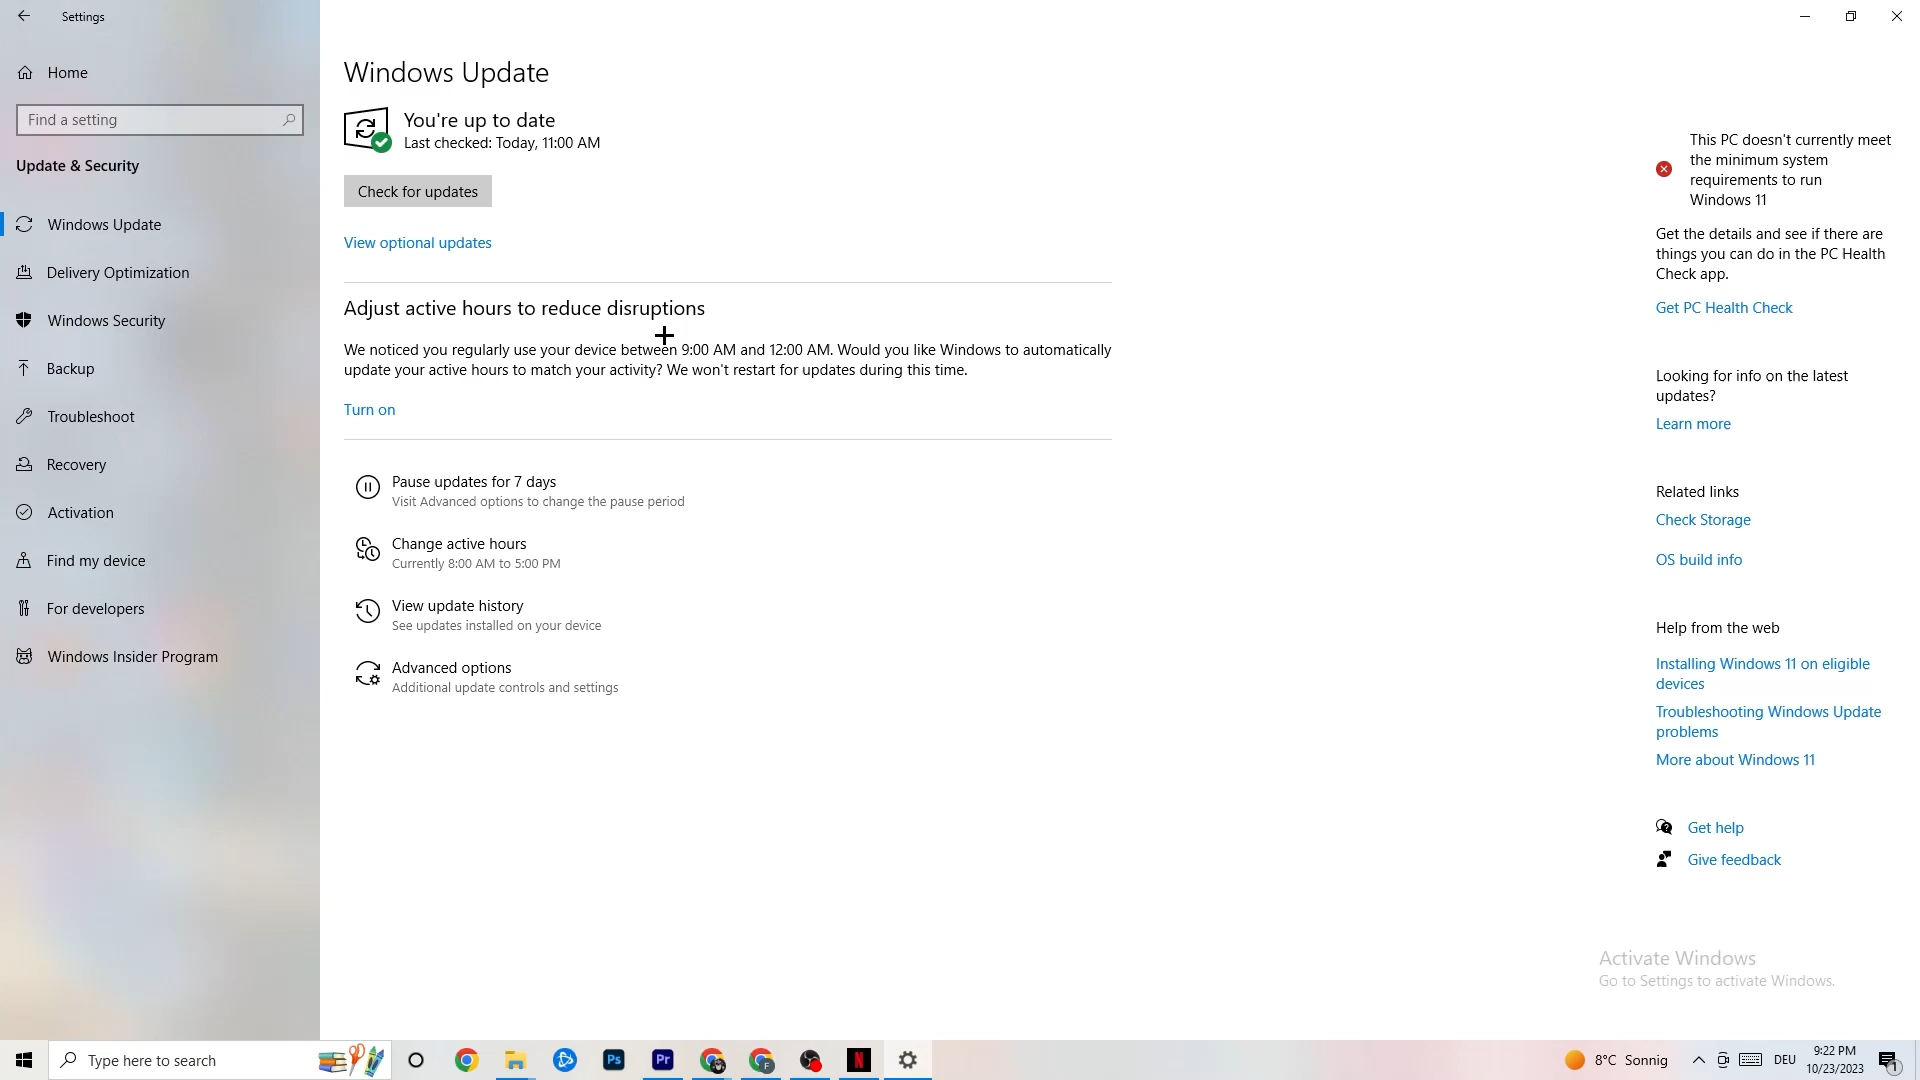 Settings
Home
Find a setting
Update & Security
Windows Update
Delivery Optimization
Windows Security
Backup
Troubleshoot
Recovery
Activation
Find my device
For developers
Windows Insider Program
Windows Update
You're up to date
Last checked: Today, 11:00 AM
Check for updates
View optional updates
Adjust active hours to reduce disruptions
We noticed you regularly use your device between 9:00 AM and 12:00 AM. Would you like Windows to automatically
update your active hours to match your activity? We won't restart for updates during this time.
Turn on
Pause updates for 7 days
Visit Advanced options to change the pause period
Change active hours
Currently 8:00 AM to 5:00 PM
View update history
See updates installed on your device
Advanced options
Additional update controls and settings
This PC doesn't currently meet
the minimum system
requirements to run
Windows 11
Get the details and see if there are
things you can do in the PC Health
Check app.
Get PC Health Check
Looking for info on the latest
updates?
Learn more
Related links
Check Storage
OS build info
Help from the web
Installing Windows 11 on eligible
devices
Troubleshooting Windows Update
problems
More about Windows 11
Get help
Give feedback
Activate Windows
Go to Settings to activate Windows.
Type here to search
Ps
Pr
F
N
8°C Sonnig
DEU
9:22 PM
10/23/2023
1